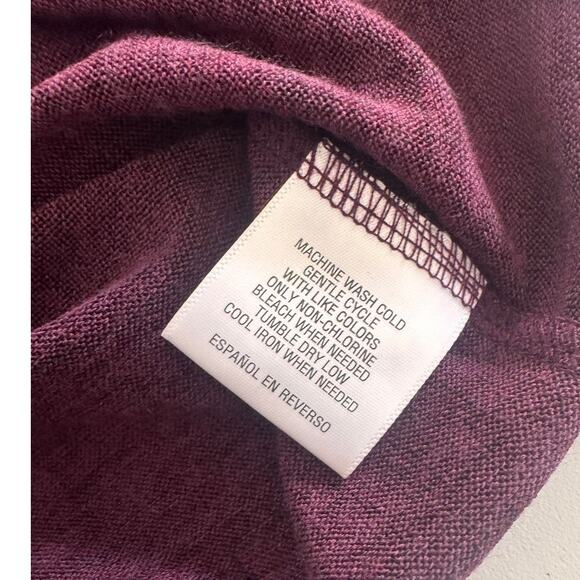 MACHINE WASH COLD
GENTLE CYCLE
WITH LIKE COLORS
ONLY NON-CHLORINE
BLEACH WHEN NEEDED
TUMBLE DRY LOW
COOL IRON WHEN NEEDED
ESPAÑOL EN REVERSO